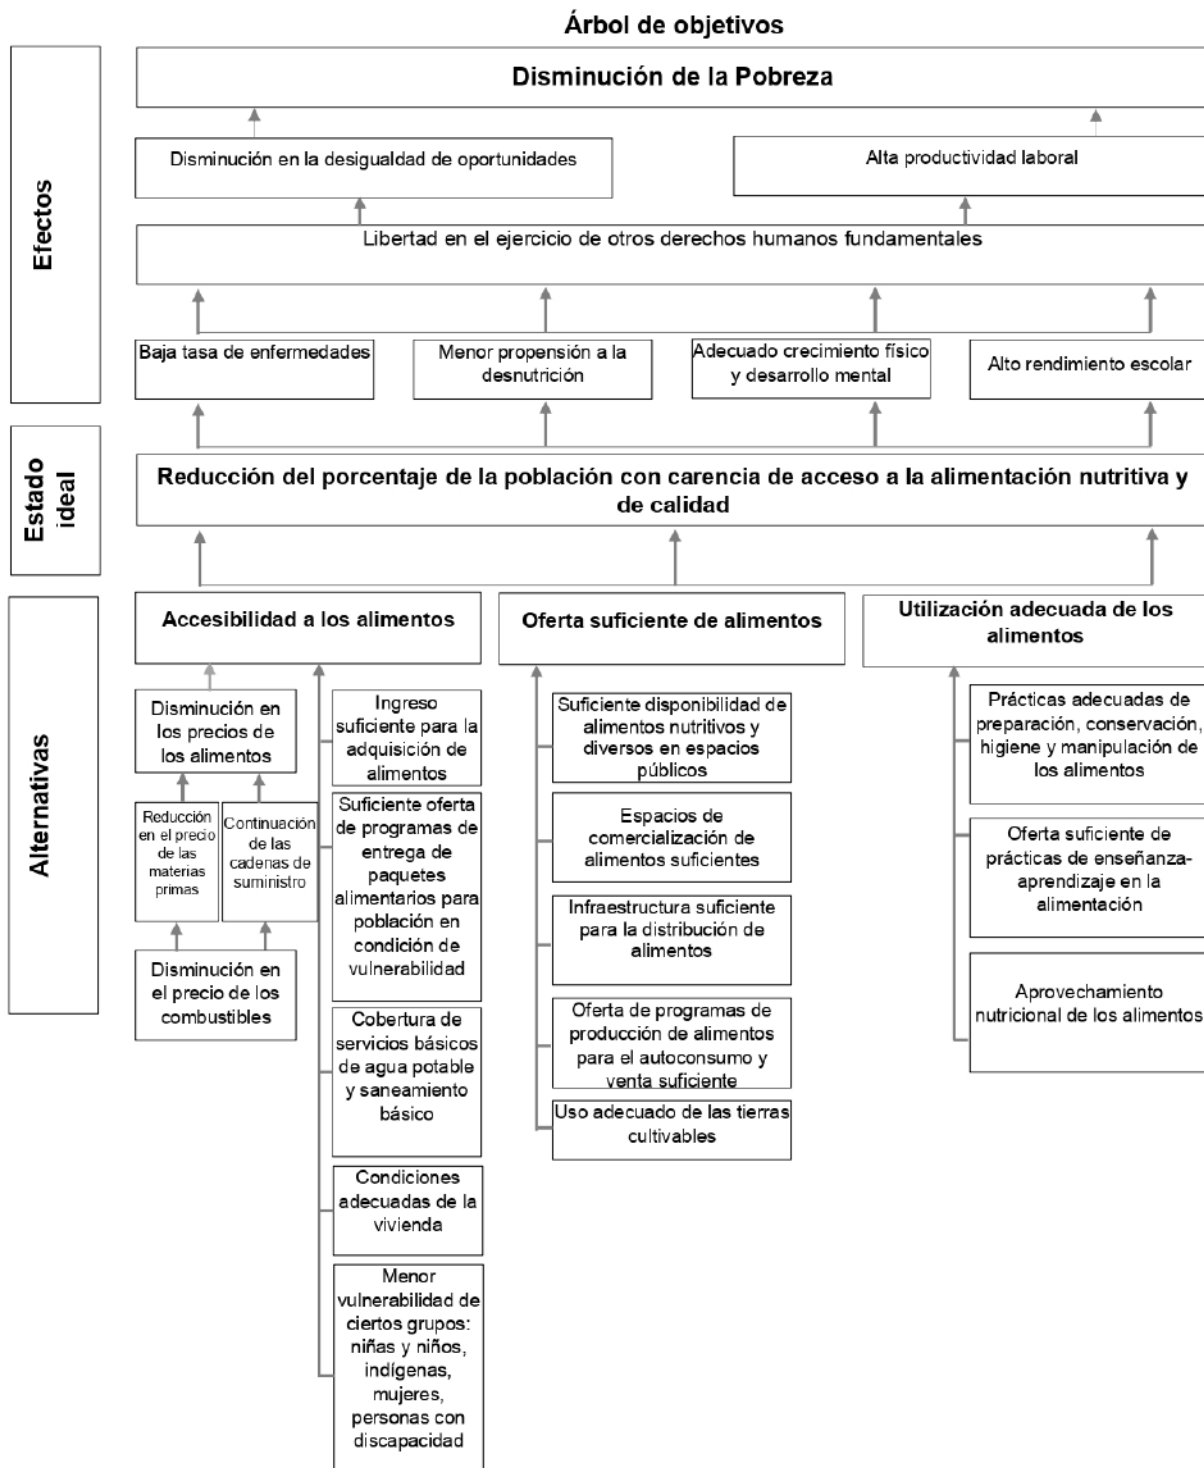 Árbol de objetivos
Efectos
Disminución de la Pobreza
Disminución en la desigualdad de oportunidades
Alta productividad laboral
Libertad en el ejercicio de otros derechos humanos fundamentales
Baja tasa de enfermedades
Menor propensión a la
desnutrición
Adecuado crecimiento físico
y desarrollo mental
Alto rendimiento escolar
Estado
ideal
Reducción del porcentaje de la población con carencia de acceso a la alimentación nutritiva y
de calidad
Alternativas
Accesibilidad a los alimentos
Disminución en
los precios de
los alimentos
Reducción
en el precio
de las
materias
primas
Continuación
de las
cadenas de
suministro
Disminución en
el precio de los
combustibles
Ingreso
suficiente para la
adquisición de
alimentos
Suficiente oferta
de programas de
entrega de
paquetes
alimentarios para
población en
condición de
vulnerabilidad
Cobertura de
servicios básicos
de agua potable
y saneamiento
básico
Condiciones
adecuadas de la
vivienda
Menor
vulnerabilidad de
ciertos grupos:
niñas y niños,
indígenas,
mujeres,
personas con
discapacidad
Oferta suficiente de alimentos
Suficiente disponibilidad de
alimentos nutritivos y
diversos en espacios
públicos
Espacios de
comercialización de
alimentos suficientes
Infraestructura suficiente
para la distribución de
alimentos
Oferta de programas de
producción de alimentos
para el autoconsumo y
venta suficiente
Uso adecuado de las tierras
cultivables
Utilización adecuada de los
alimentos
Prácticas adecuadas de
preparación, conservación,
higiene y manipulación de
los alimentos
Oferta suficiente de
prácticas de enseñanza-
aprendizaje en la
alimentación
Aprovechamiento
nutricional de los alimentos